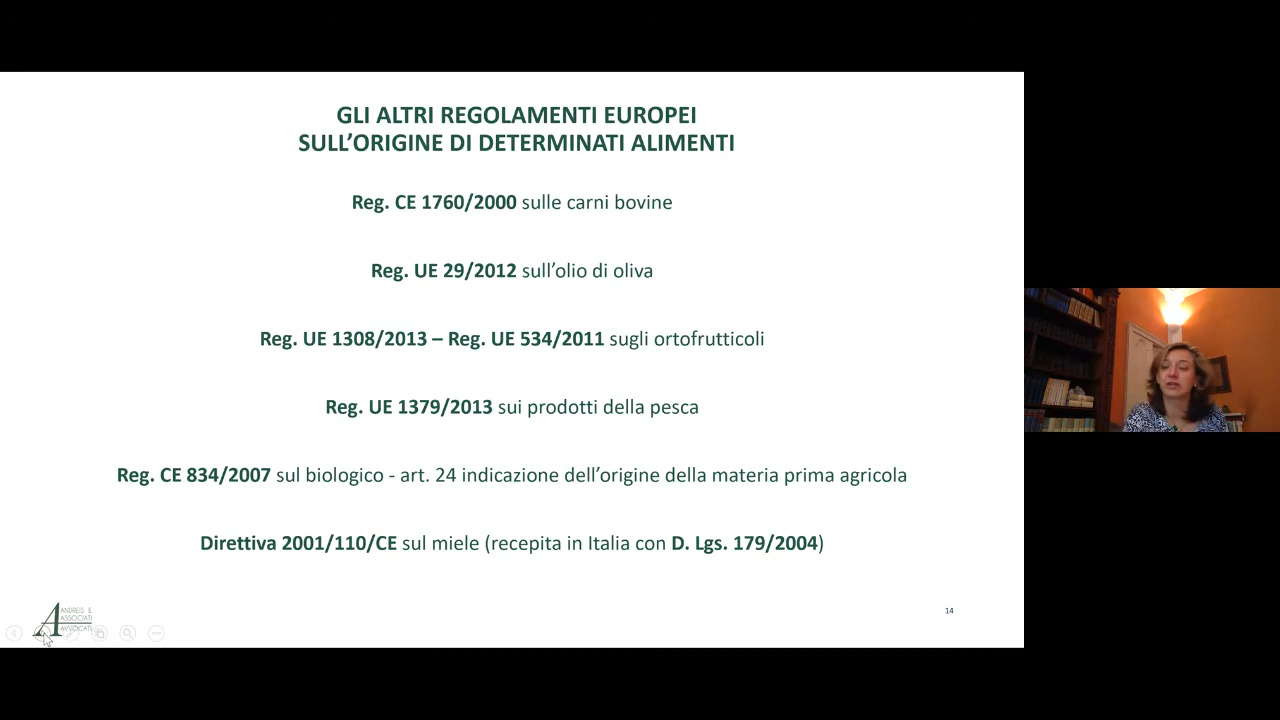 GLI ALTRI REGOLAMENTI EUROPEI
SULL’ORIGINE DI DETERMINATI ALIMENTI
Reg. CE 1760/2000 sulle carni bovine
Reg. UE 29/2012 sull’olio di oliva
Reg. UE 1308/2013 – Reg. UE 534/2011 sugli ortofrutticoli
Reg. UE 1379/2013 sui prodotti della pesca
Reg. CE 834/2007 sul biologico - art. 24 indicazione dell’origine della materia prima agricola
Direttiva 2001/110/CE sul miele (recepita in Italia con D. Lgs. 179/2004)
A ANDREIS E
ASSOCIATI
AVVOCATI
14